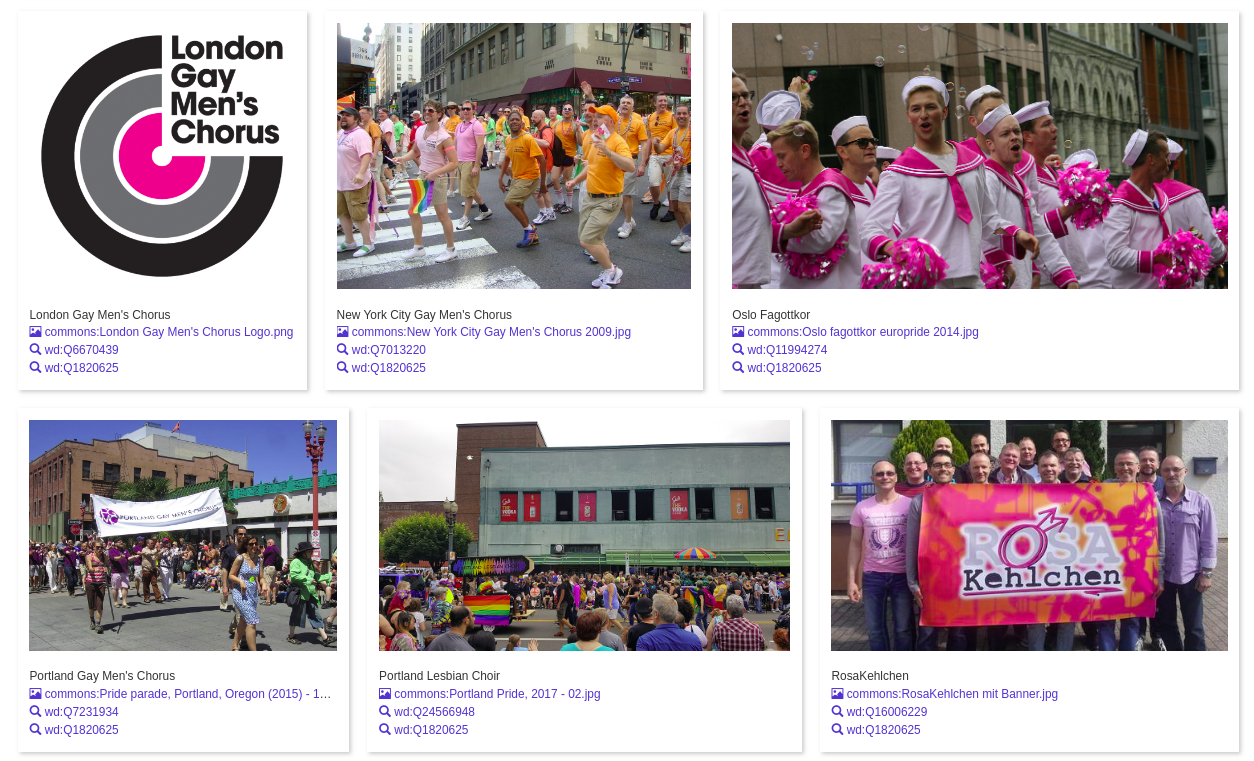 London
Gay
Men's
Chorus
London Gay Men's Chorus
commons:London Gay Men's Chorus Logo.png
wd:Q6670439
wd:Q1820625
New York City Gay Men's Chorus
commons:New York City Gay Men's Chorus 2009.jpg
wd:Q7013220
wd:Q1820625
Oslo Fagottkor
commons:Oslo fagottkor europride 2014.jpg
wd:Q11994274
wd:Q1820625
PORTLAND GAY MEN'S CHORUS
Portland Gay Men's Chorus
commons:Pride parade, Portland, Oregon (2015) - 1...
wd:Q7231934
wd:Q1820625
Portland Lesbian Choir
commons:Portland Pride, 2017 - 02.jpg
wd:Q24566948
wd:Q1820625
ROSA
Kehlchen
RosaKehlchen
commons:RosaKehlchen mit Banner.jpg
wd:Q16006229
wd:Q1820625